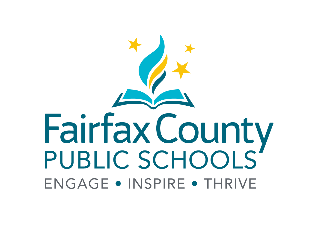 Fairfax County
PUBLIC SCHOOLS
ENGAGE • INSPIRE • THRIVE